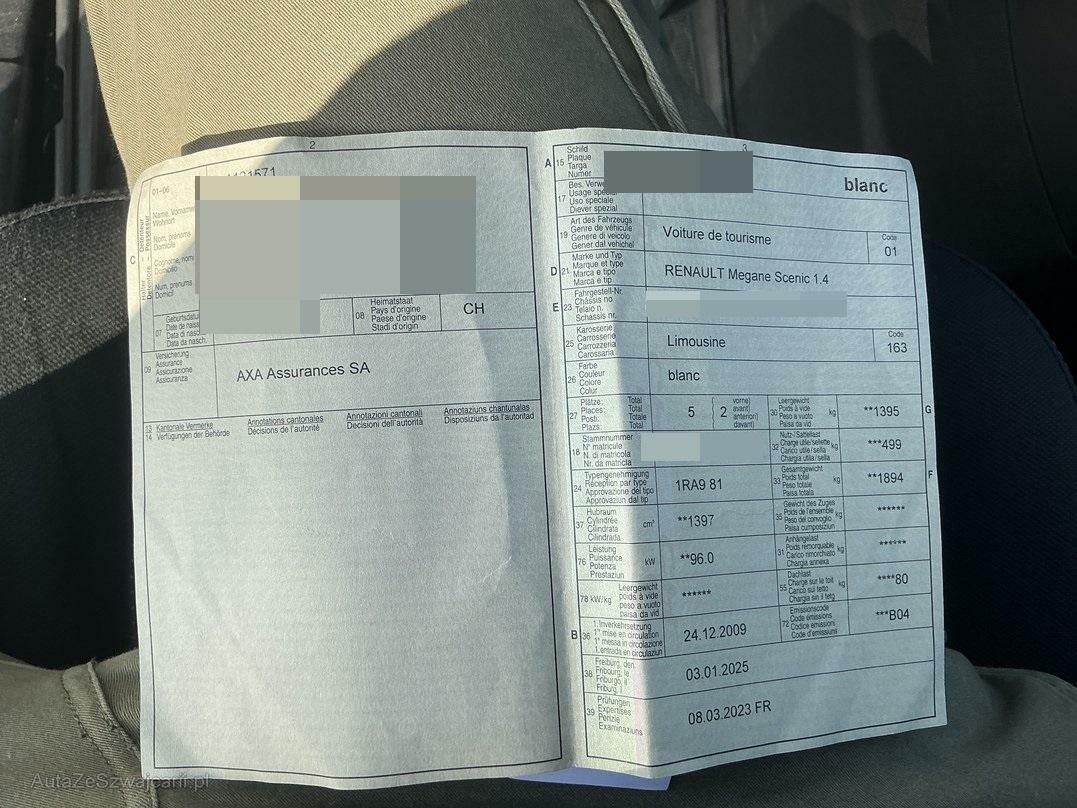 2
01-06
Halter – Détenteur
Detentore – Possessur
C
Name, Vornamen
Wohnort
Nom, prénoms
Domicile
Cognome, nomi
Domicilio
Num, prenums
Domicil
07
Geburtsdatum
Date de naiss.
Data di nasc.
Data da nasch.
08
Heimatstaat
Pays d'origine
Paese d'origine
Stadi d'origin
CH
09
Versicherung
Assurance
Assicurazione
Assicuranza
AXA Assurances SA
13 Kantonale Vermerke
14 Verfügungen der Behörde
Annotations cantonales
Décisions de l'autorité
Annotazioni cantonali
Decisioni dell'autorità
Annotaziuns chantunalas
Disposiziuns da l'autoritad
3
A 15
Schild
Plaque
Targa
Numer
blanc
17
Usage spécial
Uso speciale
Diever spezial
19
Art des Fahrzeugs
Genre de véhicule
Genere di veicolo
Gener dal vehichel
Voiture de tourisme
Code
01
D 21
Marke und Typ
Marque et type
Marca e tipo
Marca e tip
RENAULT Megane Scenic 1.4
E 23
Fahrgestell-Nr.
Châssis no
Telaio n.
Schassis nr.
25
Karosserie
Carrosserie
Carrozzeria
Carossaria
Limousine
Code
163
26
Farbe
Couleur
Colore
Colur
blanc
27
Plätze: Total
Places: Total
Posti: Totale
Plazs: Total
5
2
vorne)
avant)
anteriori)
davant)
30
Leergewicht
Poids à vide
Peso a vuoto
Paisa da vid
kg
**1395
G
18
Stammnummer
N° matricule
N. di matricola
Nr. da matricla
32
Nutz-/Sattellast
Charge utile/sellette
Carico utile/sella
Chargia utila/sella
kg
***499
24
Typengenehmigung
Réception par type
Approvazione del tipo
Approvaziun dal tip
1RA9 81
33
Gesamtgewicht
Poids total
Peso totale
Paisa totala
kg
**1894
F
37
Hubraum
Cylindrée
Cilindrata
Cilindrada
cm³
**1397
35
Gewicht des Zuges
Poids de l'ensemble
Peso del convoglio
Paisa cumposiziun
kg
******
76
Leistung
Puissance
Potenza
Prestaziun
kW
**96.0
31
Anhängelast
Poids remorquable
Carico rimorchiato
Chargia annexa
kg
******
78 kW/kg
Leergewicht
poids à vide
peso a vuoto
paisa da vid
******
55
Dachlast
Charge sur le toit
Carico sul tetto
Chargia sin il tetg
kg
****80
B 36
1. Inverkehrsetzung
1re mise en circulation
1a messa in circolazione
1. entrada en circulaziun
24.12.2009
72
Emissionscode
Code émissions
Codice emissioni
Code d'emissiuns
***B04
38
Freiburg, den
Fribourg, le
Friburgo, il
Friburg, i
03.01.2025
39
Prüfungen
Expertises
Perizie
Examinaziuns
08.03.2023 FR
AutaZeSzwajcarii.pl